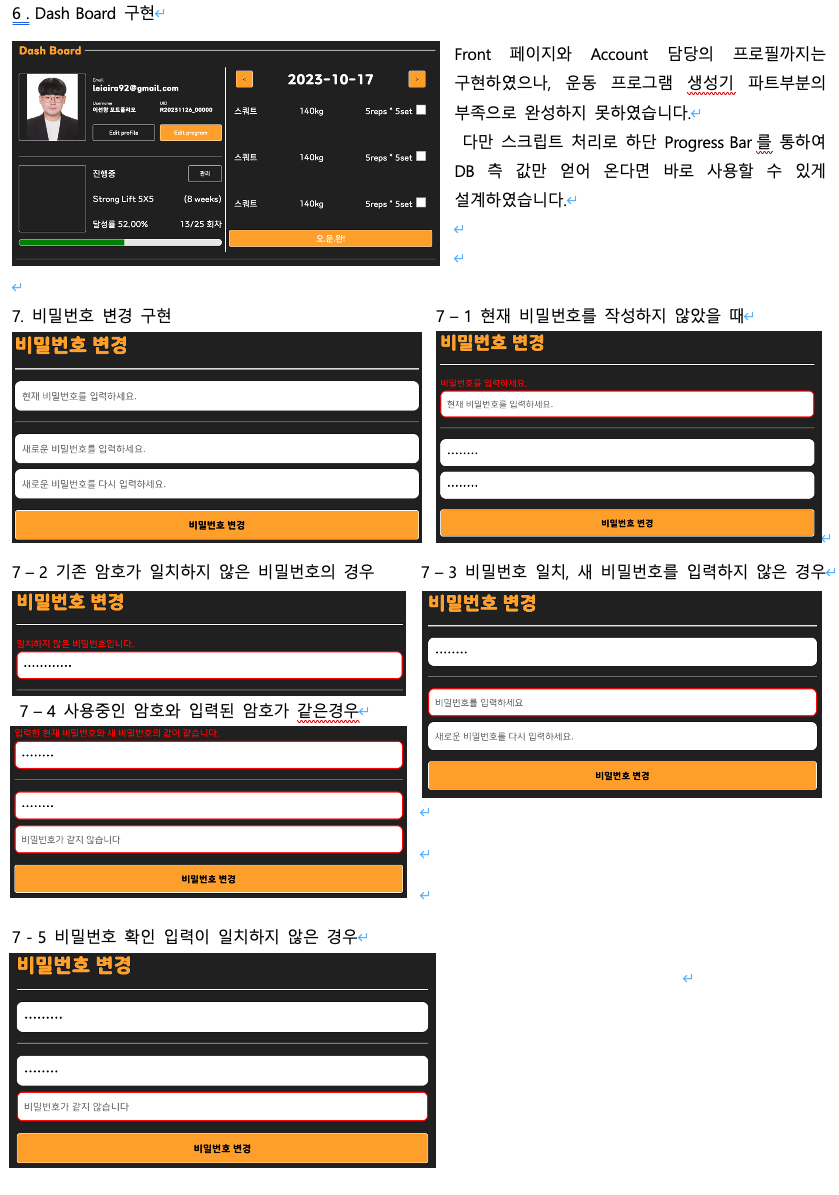 6 . Dash Board 구현
Dash Board
Email
leiaira92@gmail.com
Username
이선량 포트폴리오
UID
R20251126_00000
Edit profile
Edit program
진행중
관리
Strong Lift 5X5 (8 weeks)
달성률 52.00% 13/25 회차
<
2023-10-17
>
스쿼트 140kg 5reps * 5set
스쿼트 140kg 5reps * 5set
스쿼트 140kg 5reps * 5set
오.운.완!
Front 페이지와 Account 담당의 프로필까지는
구현하였으나, 운동 프로그램 생성기 파트부분의
부족으로 완성하지 못하였습니다.
다만 스크립트 처리로 하단 Progress Bar 를 통하여
DB 측 값만 얻어 온다면 바로 사용할 수 있게
설계하였습니다.
7. 비밀번호 변경 구현
비밀번호 변경
현재 비밀번호를 입력하세요.
새로운 비밀번호를 입력하세요.
새로운 비밀번호를 다시 입력하세요.
비밀번호 변경
7 – 1 현재 비밀번호를 작성하지 않았을 때
비밀번호 변경
비밀번호를 입력하세요.
현재 비밀번호를 입력하세요.
비밀번호 변경
7 – 2 기존 암호가 일치하지 않은 비밀번호의 경우
비밀번호 변경
일치하지 않은 비밀번호입니다.
7 – 3 비밀번호 일치, 새 비밀번호를 입력하지 않은 경우
비밀번호 변경
비밀번호를 입력하세요
새로운 비밀번호를 다시 입력하세요.
비밀번호 변경
7 – 4 사용중인 암호와 입력된 암호가 같은경우
입력한 현재 비밀번호와 새 비밀번호의 값이 같습니다.
비밀번호가 같지 않습니다
비밀번호 변경
7 - 5 비밀번호 확인 입력이 일치하지 않은 경우
비밀번호 변경
비밀번호가 같지 않습니다
비밀번호 변경